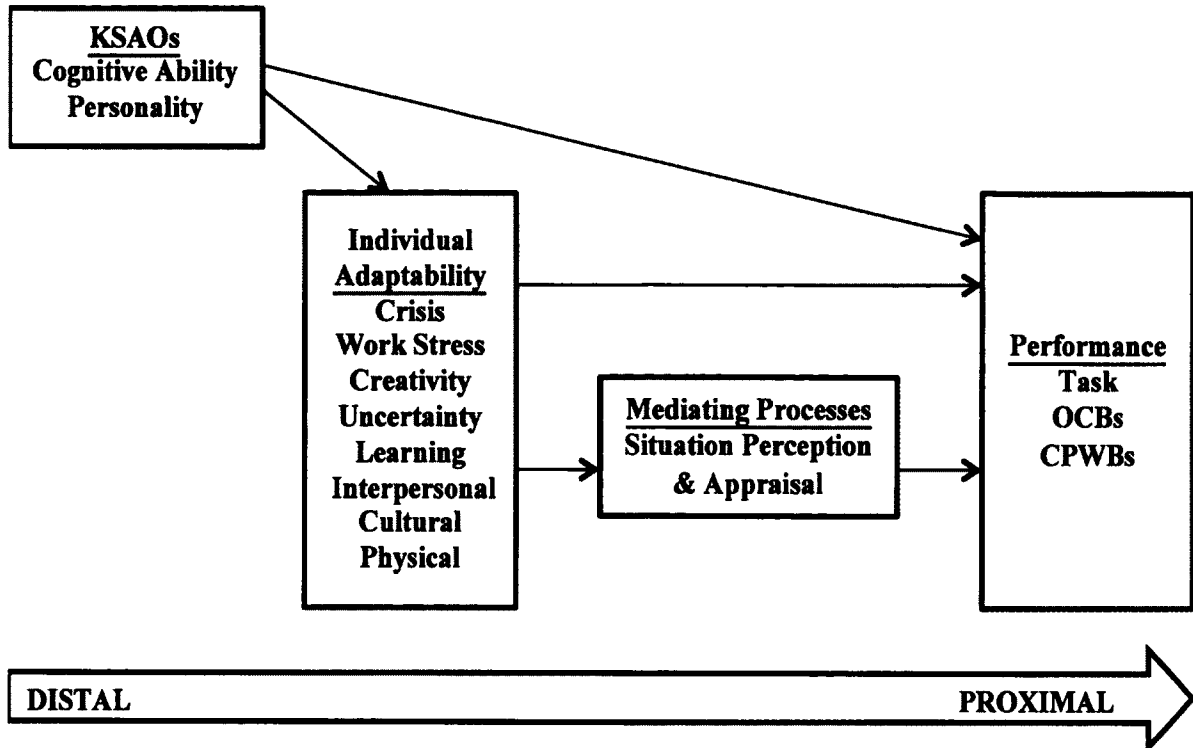 KSAOs
Cognitive Ability
Personality
Individual
Adaptability
Crisis
Work Stress
Creativity
Uncertainty
Learning
Interpersonal
Cultural
Physical
Mediating Processes
Situation Perception
& Appraisal
Performance
Task
OCBs
CPWBs
DISTAL
PROXIMAL